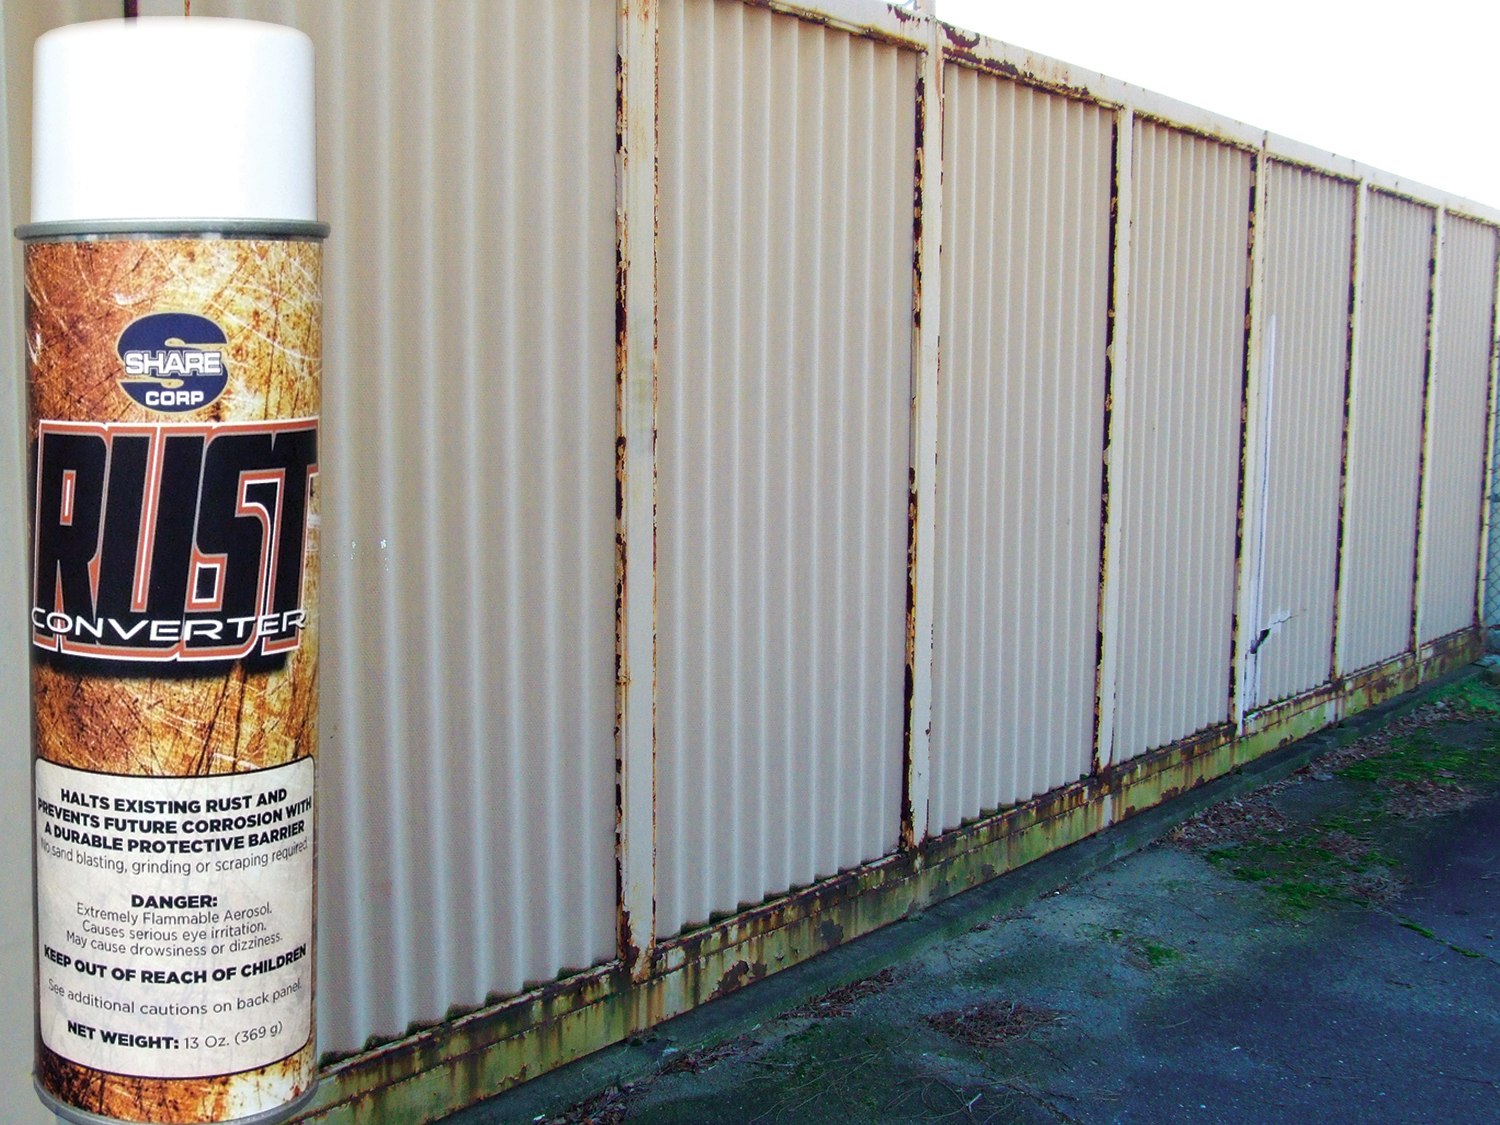 SHARE
CORP
RUST
CONVERTER
HALTS EXISTING RUST AND
PREVENTS FUTURE CORROSION WITH
A DURABLE PROTECTIVE BARRIER
No sand blasting, grinding or scraping required.
DANGER:
Extremely Flammable Aerosol.
Causes serious eye irritation.
May cause drowsiness or dizziness.
KEEP OUT OF REACH OF CHILDREN
See additional cautions on back panel.
NET WEIGHT: 13 Oz. (369 g)